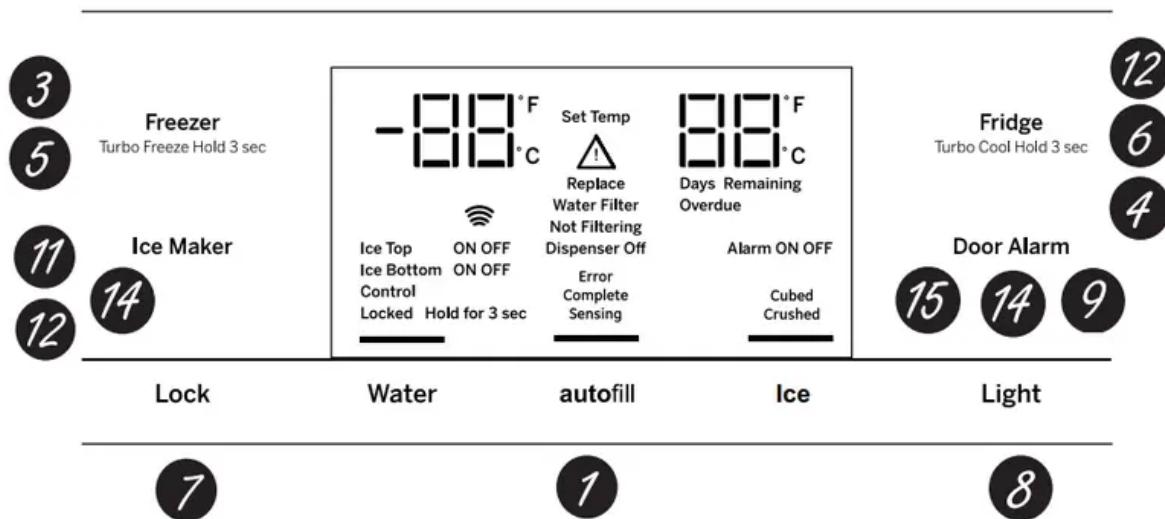 3
5
Freezer
Turbo Freeze Hold 3 sec
11
12
Ice Maker
14
-88 °F
°C
Set Temp
88 °F
°C
Replace
Water Filter
Not Filtering
Dispenser Off
Error
Complete
Sensing
Days Remaining
Overdue
Ice Top ON OFF
Ice Bottom ON OFF
Control
Locked Hold for 3 sec
Alarm ON OFF
Cubed
Crushed
Fridge
Turbo Cool Hold 3 sec
12
6
4
Door Alarm
15 14 9
Lock Water autofill Ice Light
7 1 8